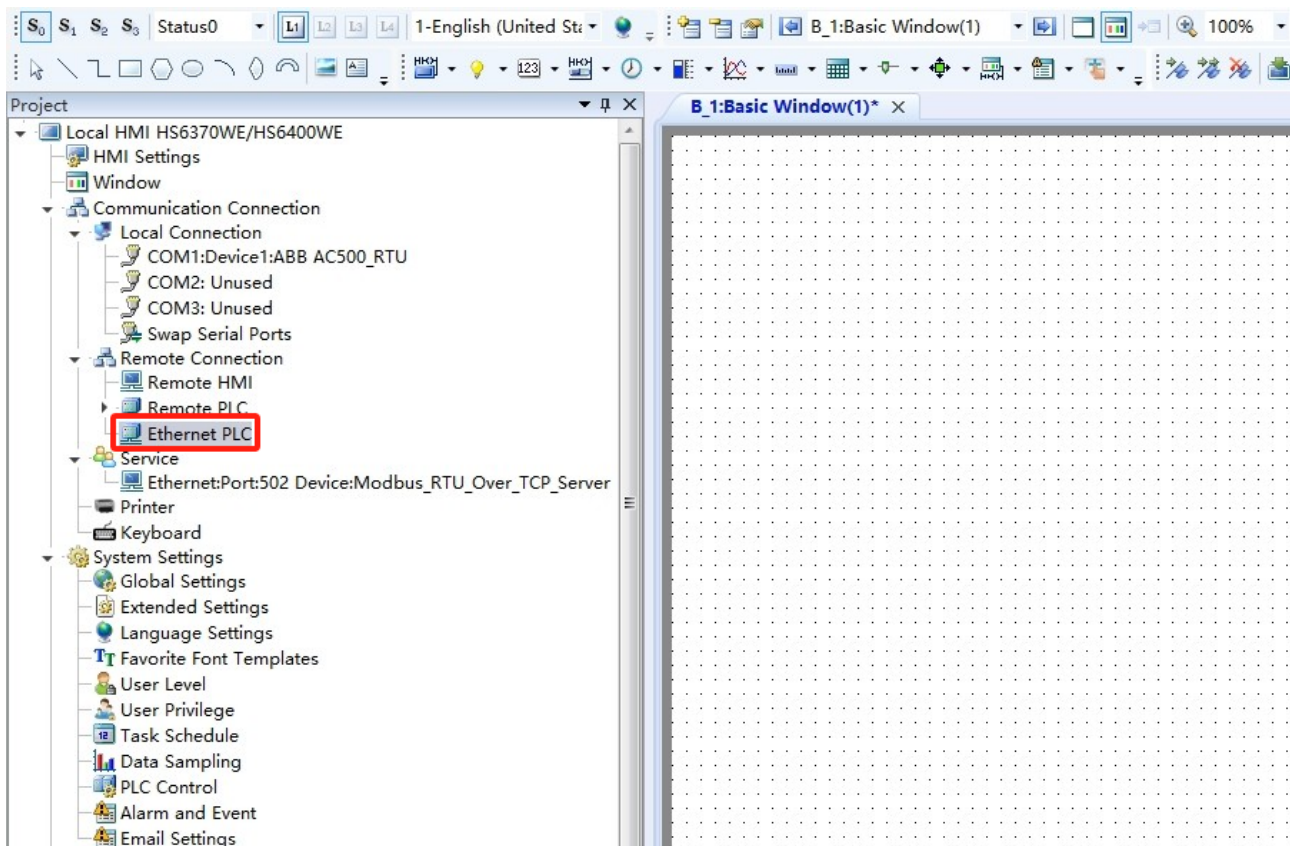 S0 S1 S2 S3 Status0 L1 L2 L3 L4 1-English (United Sta B_1:Basic Window(1) 100%
A 123
Project
B_1:Basic Window(1)*
Local HMI HS6370WE/HS6400WE
HMI Settings
Window
Communication Connection
Local Connection
COM1:Device1:ABB AC500_RTU
COM2: Unused
COM3: Unused
Swap Serial Ports
Remote Connection
Remote HMI
Remote PLC
Ethernet PLC
Service
Ethernet:Port:502 Device:Modbus_RTU_Over_TCP_Server
Printer
Keyboard
System Settings
Global Settings
Extended Settings
Language Settings
Favorite Font Templates
User Level
User Privilege
Task Schedule
Data Sampling
PLC Control
Alarm and Event
Email Settings